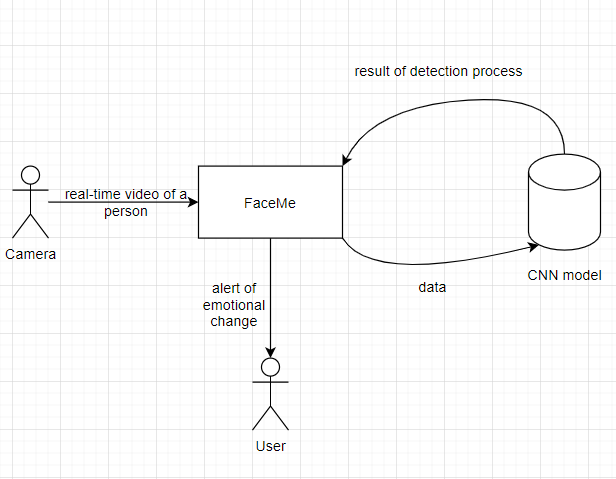 result of detection process
real-time video of a
person
FaceMe
Camera
CNN model
data
alert of
emotional
change
User